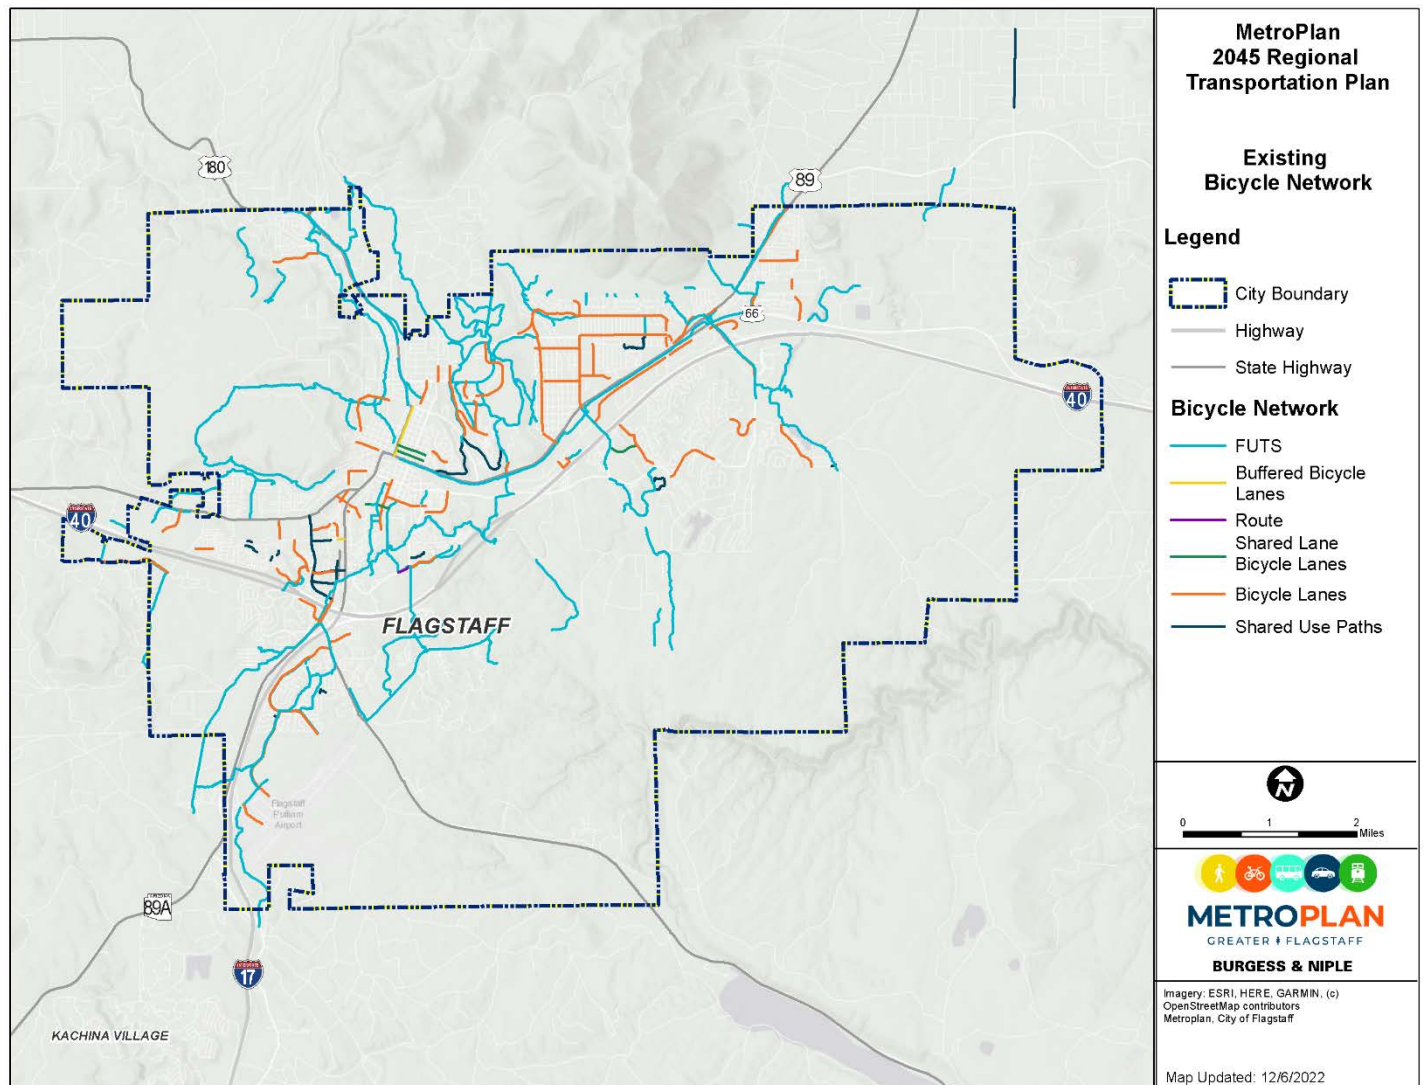 180
89
66
40
40
FLAGSTAFF
Flagstaff
Pulliam
Airport
89A
17
KACHINA VILLAGE
MetroPlan
2045 Regional
Transportation Plan
Existing
Bicycle Network
Legend
City Boundary
Highway
State Highway
Bicycle Network
FUTS
Buffered Bicycle
Lanes
Route
Shared Lane
Bicycle Lanes
Bicycle Lanes
Shared Use Paths
N
0 1 2
Miles
METROPLAN
GREATER FLAGSTAFF
BURGESS & NIPLE
Imagery: ESRI, HERE, GARMIN, (c)
OpenStreetMap contributors
Metroplan, City of Flagstaff
Map Updated: 12/6/2022